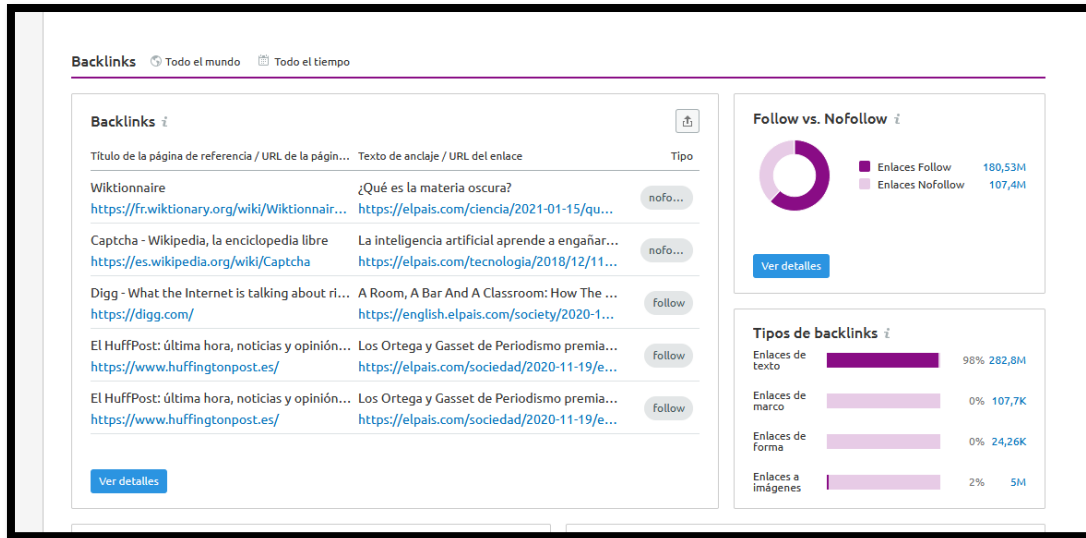 Backlinks Todo el mundo Todo el tiempo
Backlinks i
Título de la página de referencia / URL de la págin... Texto de anclaje / URL del enlace Tipo
Wiktionnaire ¿Qué es la materia oscura?
https://fr.wiktionary.org/wiki/Wiktionnair... https://elpais.com/ciencia/2021-01-15/qu... nofo...
Captcha - Wikipedia, la enciclopedia libre La inteligencia artificial aprende a engañar...
https://es.wikipedia.org/wiki/Captcha https://elpais.com/tecnologia/2018/12/11... nofo...
Digg - What the Internet is talking about ri... A Room, A Bar And A Classroom: How The ...
https://digg.com/ https://english.elpais.com/society/2020-1... follow
El HuffPost: última hora, noticias y opinión... Los Ortega y Gasset de Periodismo premia...
https://www.huffingtonpost.es/ https://elpais.com/sociedad/2020-11-19/e... follow
El HuffPost: última hora, noticias y opinión... Los Ortega y Gasset de Periodismo premia...
https://www.huffingtonpost.es/ https://elpais.com/sociedad/2020-11-19/e... follow
Ver detalles
Follow vs. Nofollow i
Enlaces Follow 180,53M
Enlaces Nofollow 107,4M
Ver detalles
Tipos de backlinks i
Enlaces de
texto 98% 282,8M
Enlaces de
marco 0% 107,7K
Enlaces de
forma 0% 24,26K
Enlaces a
imágenes 2% 5M